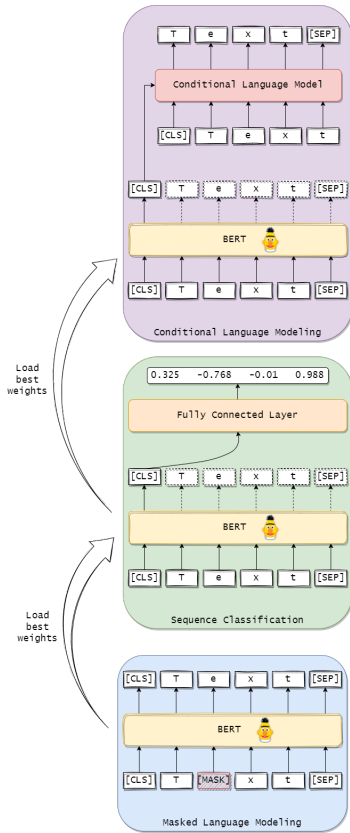 T e x t [SEP]
Conditional Language Model
[CLS] T e x t
[CLS] T e x t [SEP]
BERT
[CLS] T e x t [SEP]
Conditional Language Modeling
Load
best
weights
0.325 -0.768 -0.01 0.988
Fully Connected Layer
[CLS] T e x t [SEP]
BERT
[CLS] T e x t [SEP]
Sequence Classification
Load
best
weights
[CLS] T e x t [SEP]
BERT
[CLS] T [MASK] x t [SEP]
Masked Language Modeling